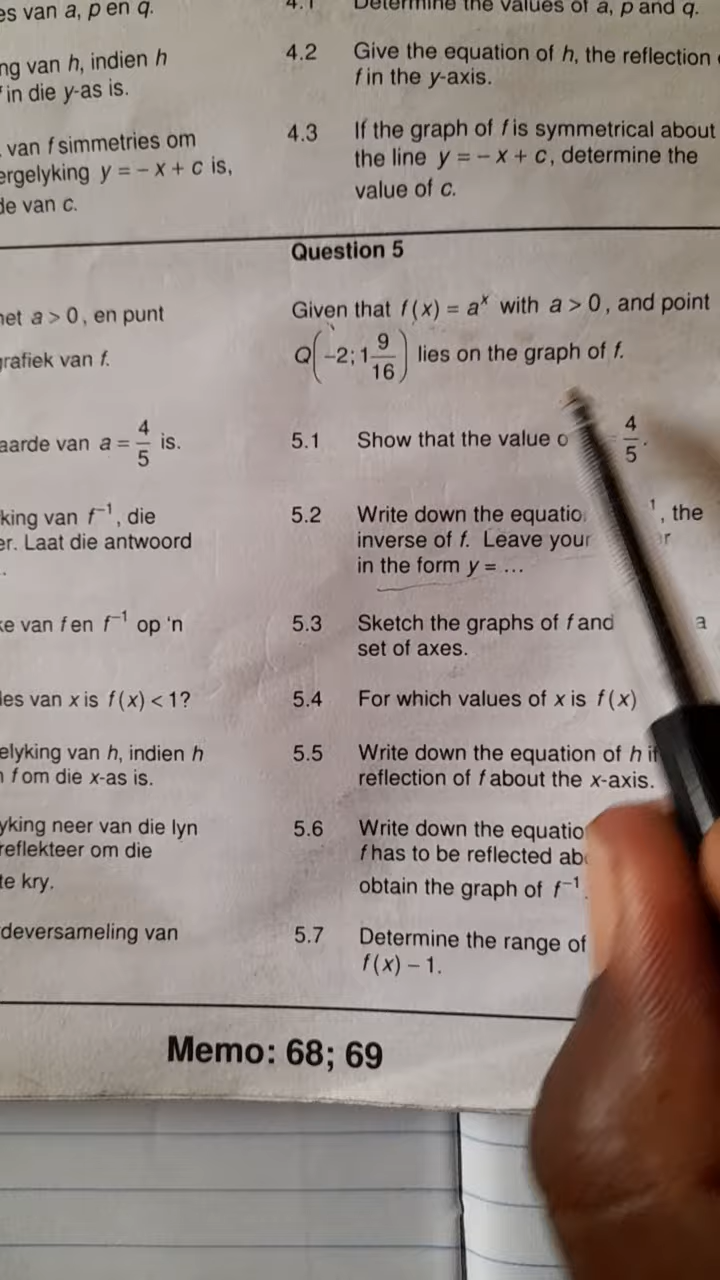 es van a, p en q.
ng van h, indien h
f in die y-as is.
van f simmetries om
ergelyking y = – x + c is,
de van c.
met a > 0, en punt
grafiek van f.
aarde van a = 4/5 is.
king van f⁻¹, die
er. Laat die antwoord
ke van f en f⁻¹ op 'n
des van x is f(x) < 1?
elyking van h, indien h
n f om die x-as is.
yking neer van die lyn
reflekteer om die
te kry.
deversameling van
4.1 Determine the values of a, p and q.
4.2 Give the equation of h, the reflection
f in the y-axis.
4.3 If the graph of f is symmetrical about
the line y = – x + c, determine the
value of c.
Question 5
Given that f(x) = aˣ with a > 0, and point
Q(–2; 1 9/16) lies on the graph of f.
5.1 Show that the value 4/5.
5.2 Write down the , the
inverse of f. Leave your
in the form y = ...
5.3 Sketch the graphs of f and a
set of axes.
5.4 For which values of x is f(x)
5.5 Write down the equation of h
reflection of f about the x-axis.
5.6 Write down the
f has to be reflected
obtain the graph of f⁻¹
5.7 Determine the range of
f(x) – 1.
Memo: 68; 69